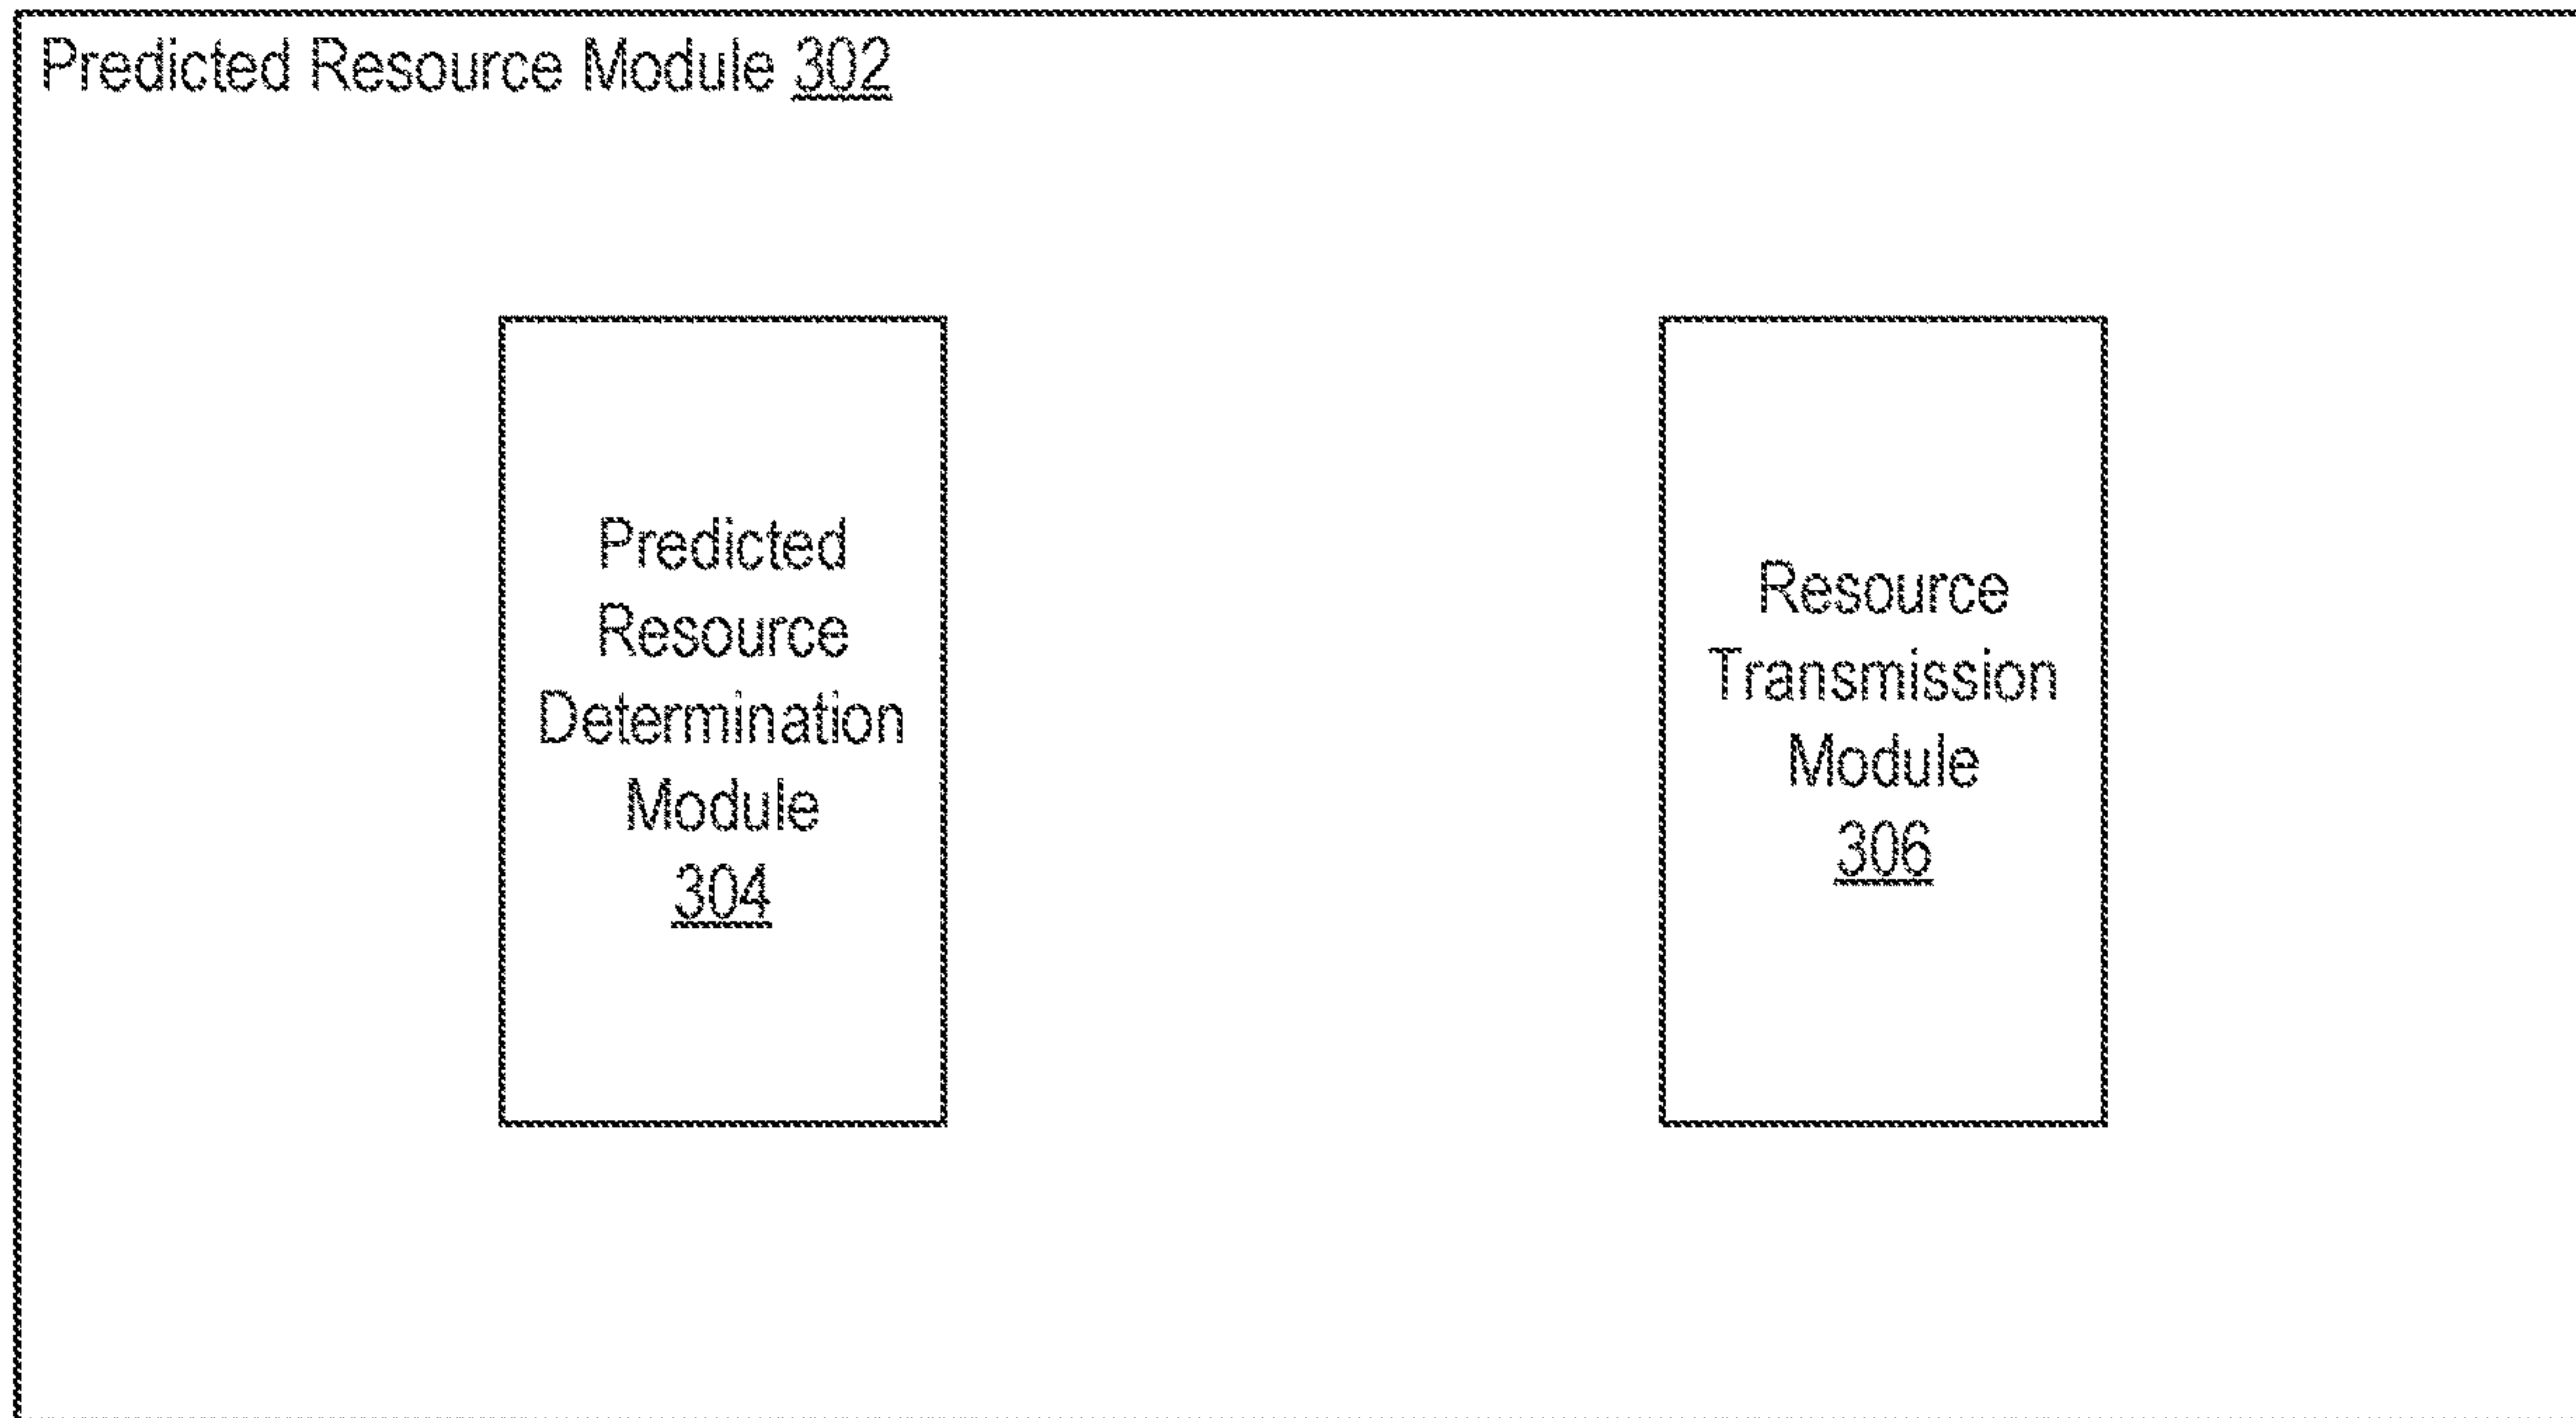 Predicted Resource Module 302
Predicted
Resource
Determination
Module
304
Resource
Transmission
Module
306